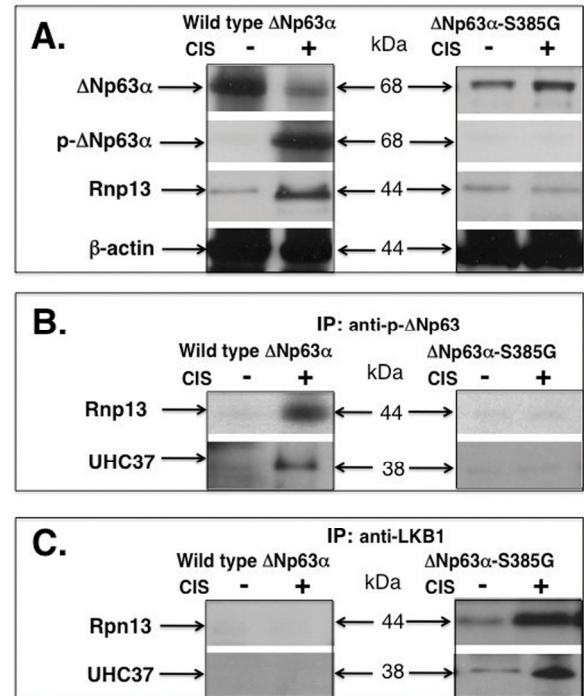 A.
Wild type ΔNp63α ΔNp63α-S385G
CIS - + kDa CIS - +
ΔNp63α 68
p-ΔNp63α 68
Rnp13 44
β-actin 44
B.
IP: anti-p-ΔNp63
Wild type ΔNp63α ΔNp63α-S385G
CIS - + kDa CIS - +
Rnp13 44
UHC37 38
C.
IP: anti-LKB1
Wild type ΔNp63α ΔNp63α-S385G
CIS - + kDa CIS - +
Rpn13 44
UHC37 38